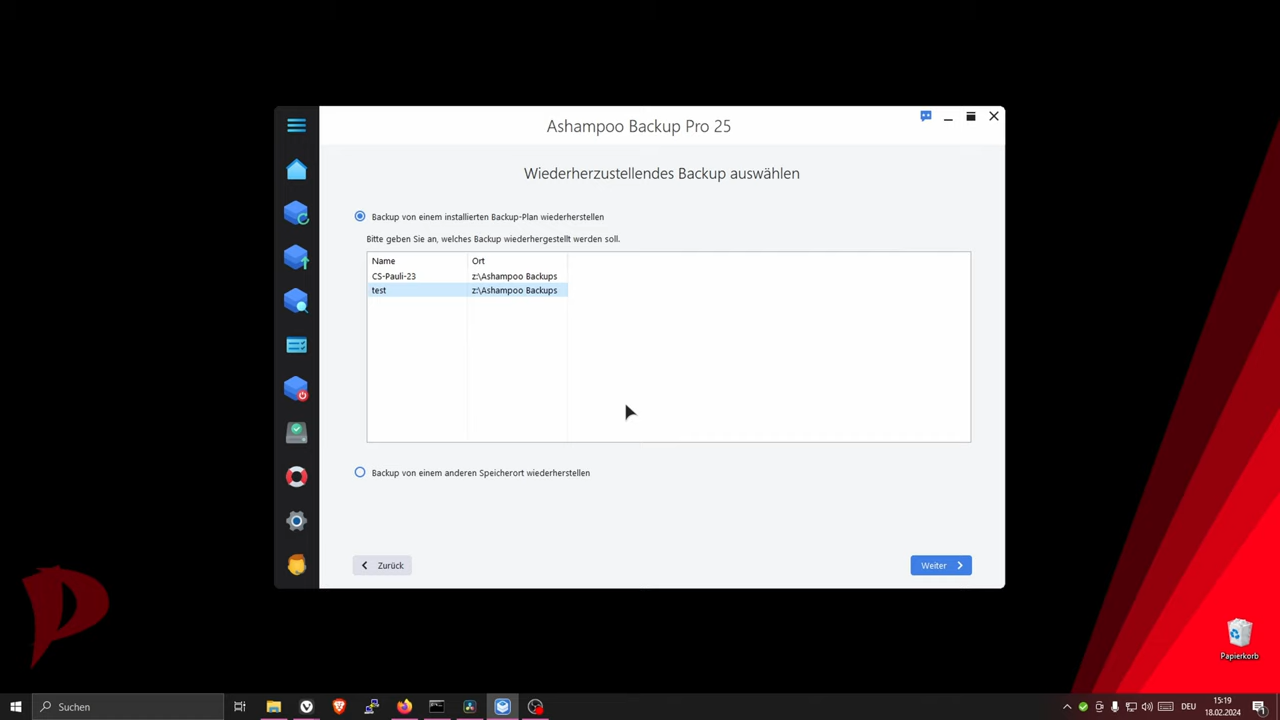 Ashampoo Backup Pro 25
Wiederherzustellendes Backup auswählen
Backup von einem installierten Backup-Plan wiederherstellen
Bitte geben Sie an, welches Backup wiederhergestellt werden soll.
Name Ort
CS-Pauli-23 z:\Ashampoo Backups
test z:\Ashampoo Backups
Backup von einem anderen Speicherort wiederherstellen
Zurück Weiter
Papierkorb
Suchen
DEU
15:19
18.02.2024
1